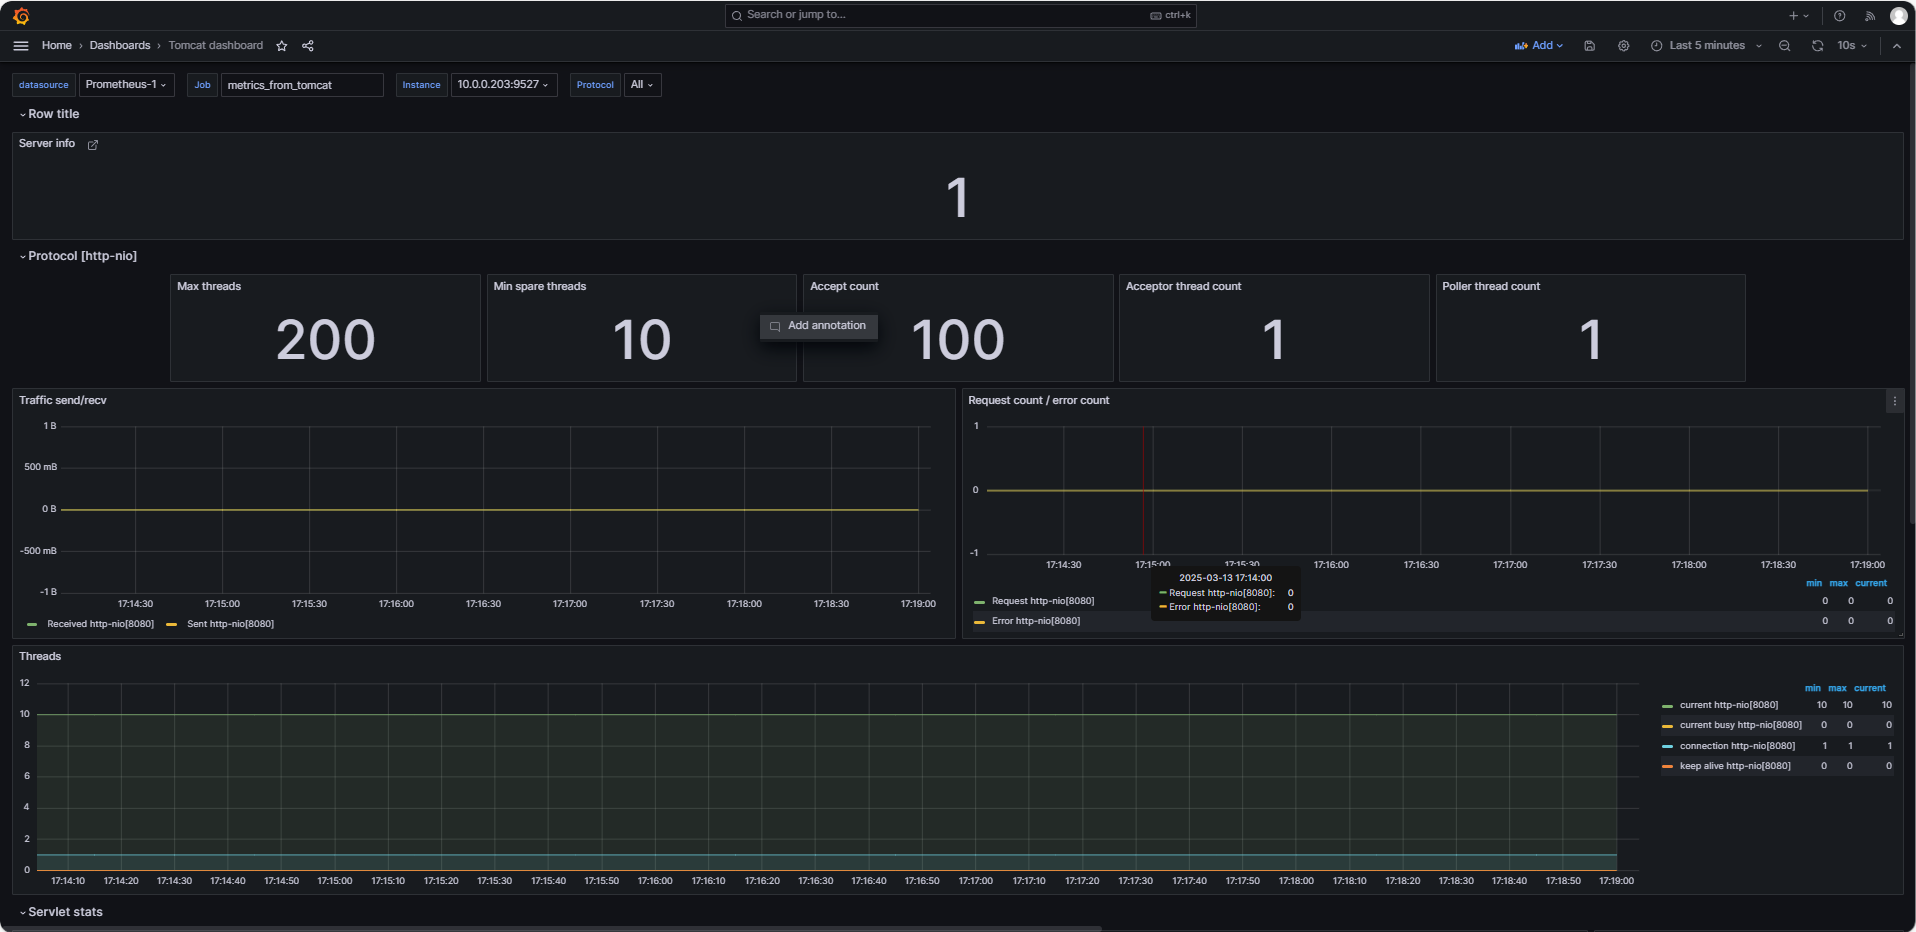 Search or jump to...
ctrl+k
Home › Dashboards › Tomcat dashboard
Add
Last 5 minutes
10s
datasource Prometheus-1 Job metrics_from_tomcat Instance 10.0.0.203:9527 Protocol All
Row title
Server info
1
Protocol [http-nio]
Max threads
200
Min spare threads
10
Add annotation
Accept count
100
Acceptor thread count
1
Poller thread count
1
Traffic send/recv
1 B
500 mB
0 B
-500 mB
-1 B
17:14:30 17:15:00 17:15:30 17:16:00 17:16:30 17:17:00 17:17:30 17:18:00 17:18:30 17:19:00
Received http-nio[8080] Sent http-nio[8080]
Request count / error count
1
0
-1
17:14:30 17:15:00 17:15:30 17:16:00 17:16:30 17:17:00 17:17:30 17:18:00 17:18:30 17:19:00
2025-03-13 17:14:00
Request http-nio[8080]: 0
Error http-nio[8080]: 0
min max current
Request http-nio[8080] 0 0 0
Error http-nio[8080] 0 0 0
Threads
12
10
8
6
4
2
0
17:14:10 17:14:20 17:14:30 17:14:40 17:14:50 17:15:00 17:15:10 17:15:20 17:15:30 17:15:40 17:15:50 17:16:00 17:16:10 17:16:20 17:16:30 17:16:40 17:16:50 17:17:00 17:17:10 17:17:20 17:17:30 17:17:40 17:17:50 17:18:00 17:18:10 17:18:20 17:18:30 17:18:40 17:18:50 17:19:00
min max current
current http-nio[8080] 10 10 10
current busy http-nio[8080] 0 0 0
connection http-nio[8080] 1 1 1
keep alive http-nio[8080] 0 0 0
Servlet stats